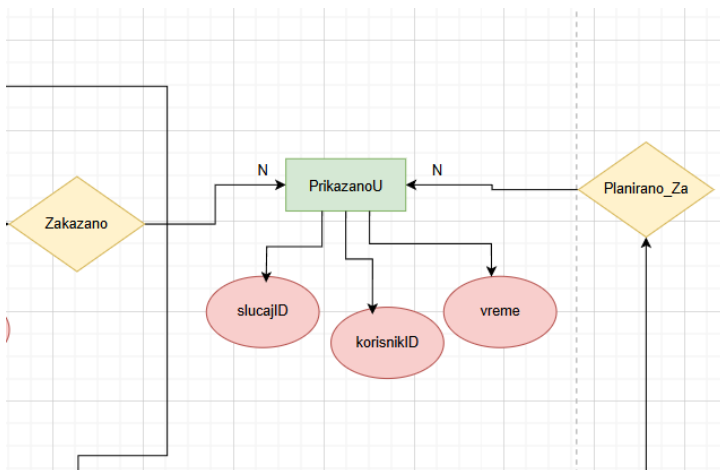 N
N
PrikazanoU
Planirano_Za
Zakazano
slucajID
vreme
korisnikID